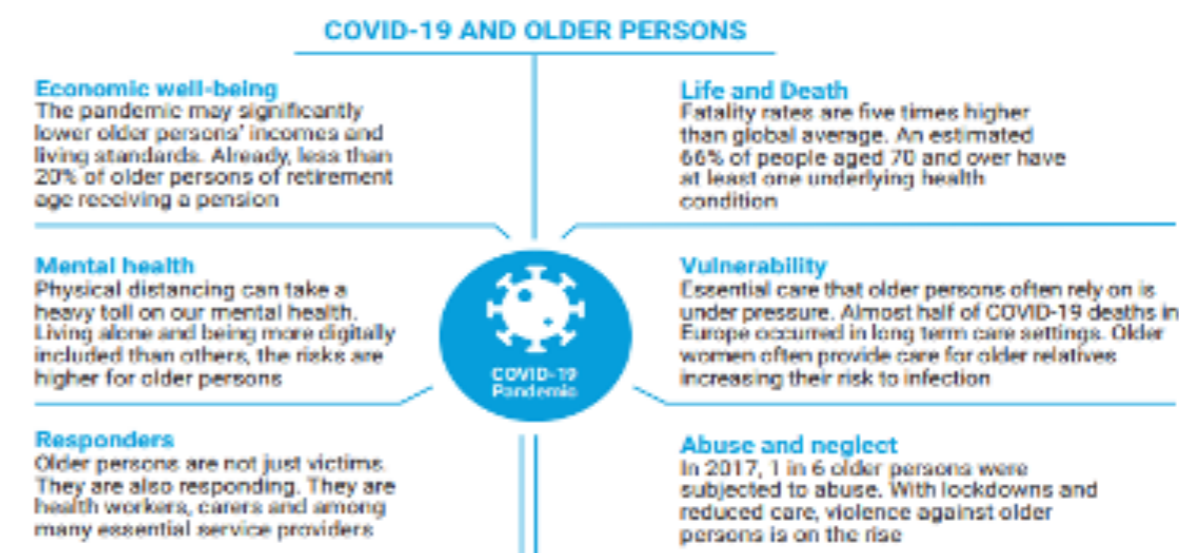 COVID-19 AND OLDER PERSONS
Economic well-being
The pandemic may significantly
lower older persons' incomes and
living standards. Already, less than
20% of older persons of retirement
age receiving a pension
Life and Death
Fatality rates are five times higher
than global average. An estimated
66% of people aged 70 and over have
at least one underlying health
condition
Mental health
Physical distancing can take a
heavy toll on our mental health.
Living alone and being more digitally
included than others, the risks are
higher for older persons
COVID-19
Pandemic
Vulnerability
Essential care that older persons often rely on is
under pressure. Almost half of COVID-19 deaths in
Europe occurred in long term care settings. Older
women often provide care for older relatives
increasing their risk to infection
Responders
Older persons are not just victims.
They are also responding. They are
health workers, carers and among
many essential service providers
Abuse and neglect
In 2017, 1 in 6 older persons were
subjected to abuse. With lockdowns and
reduced care, violence against older
persons is on the rise